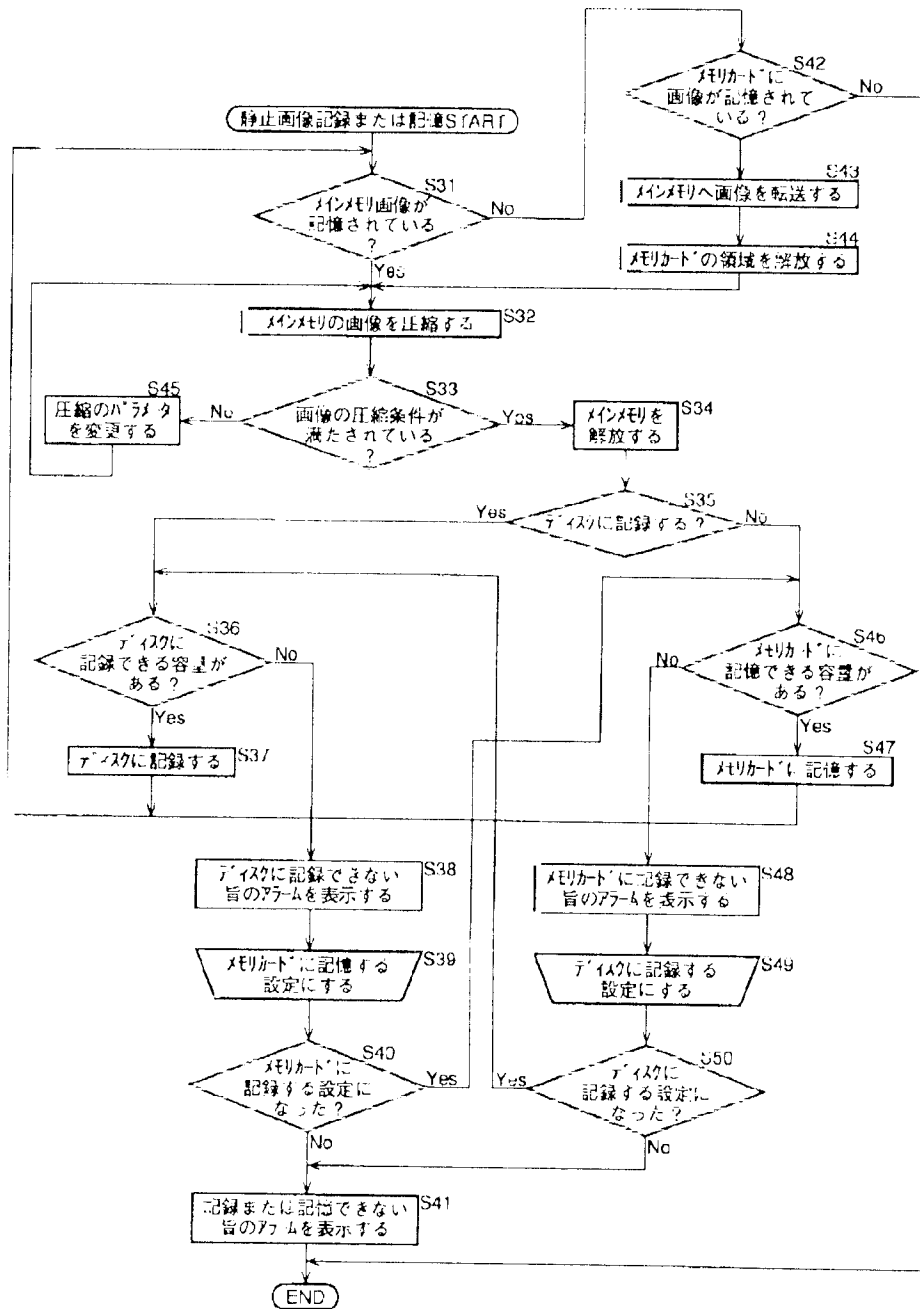 静止画像記録または記憶START
S31
メインメモリ画像が
記憶されている
?
No
Yes
S42
メモリカードに
画像が記憶されて
いる?
No
S43
メインメモリへ画像を転送する
S44
メモリカードの領域を解放する
メインメモリの画像を圧縮する
S32
S33
画像の圧縮条件が
満たされている
?
No
Yes
S45
圧縮のパラメータ
を変更する
メインメモリを
解放する
S34
S35
ディスクに記録する?
Yes
No
S36
ディスクに
記録できる容量が
ある?
No
Yes
ディスクに記録する
S37
S46
メモリカードに
記憶できる容量が
ある?
No
Yes
S47
メモリカードに記憶する
ディスクに記録できない
旨のアラームを表示する
S38
メモリカードに記憶する
設定にする
S39
S40
メモリカードに
記録する設定に
なった?
Yes
No
メモリカードに記録できない
旨のアラームを表示する
S48
ディスクに記録する
設定にする
S49
S50
ディスクに
記録する設定に
なった?
Yes
No
記録または記憶できない
旨のアラームを表示する
S41
END